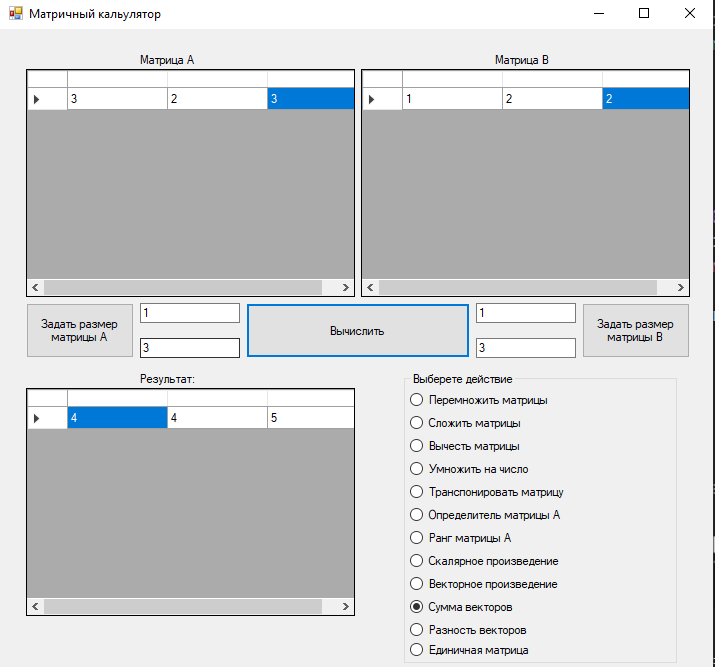 Матричный калькулятор
Матрица А
Матрица В
3 2 3
1 2 2
Задать размер
матрицы А
1
3
Вычислить
1
3
Задать размер
матрицы В
Результат:
4 4 5
Выберете действие
Перемножить матрицы
Сложить матрицы
Вычесть матрицы
Умножить на число
Транспонировать матрицу
Определитель матрицы А
Ранг матрицы А
Скалярное произведение
Векторное произведение
Сумма векторов
Разность векторов
Единичная матрица